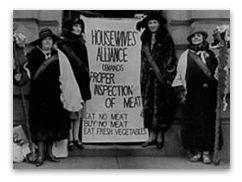 HOUSEWIVES
ALLIANCE
DEMANDS
PROPER
INSPECTION
OF MEAT
EAT NO MEAT
BUY NO MEAT
EAT FRESH VEGETABLES